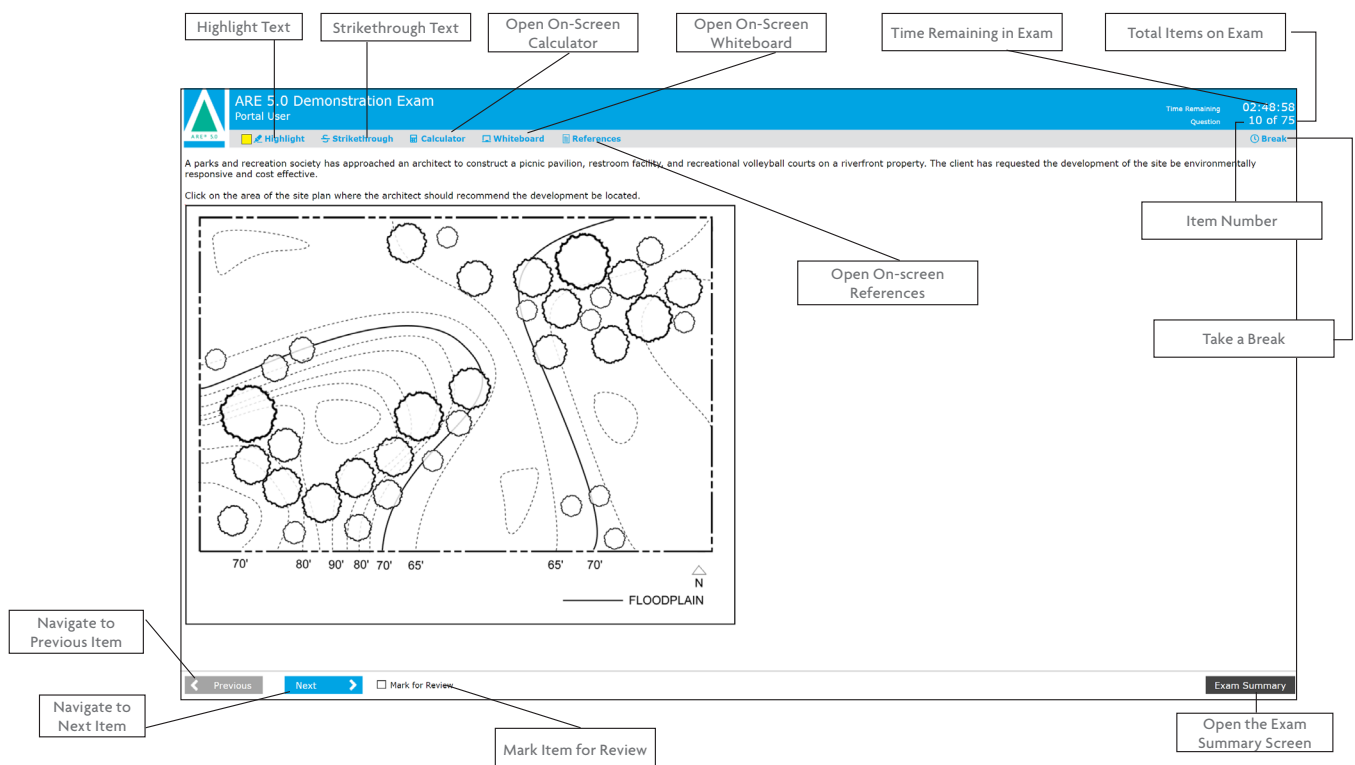 Highlight Text
Strikethrough Text
Open On-Screen
Calculator
Open On-Screen
Whiteboard
Time Remaining in Exam
Total Items on Exam
ARE 5.0 Demonstration Exam
Portal User
Time Remaining 02:48:58
Question 10 of 75
ARE® 5.0
Highlight Strikethrough Calculator Whiteboard References Break
A parks and recreation society has approached an architect to construct a picnic pavilion, restroom facility, and recreational volleyball courts on a riverfront property. The client has requested the development of the site be environmentally
responsive and cost effective.
Click on the area of the site plan where the architect should recommend the development be located.
Item Number
Open On-screen
References
Take a Break
70' 80' 90' 80' 70' 65' 65' 70'
N
FLOODPLAIN
Navigate to
Previous Item
Previous Next Mark for Review Exam Summary
Navigate to
Next Item
Mark Item for Review
Open the Exam
Summary Screen